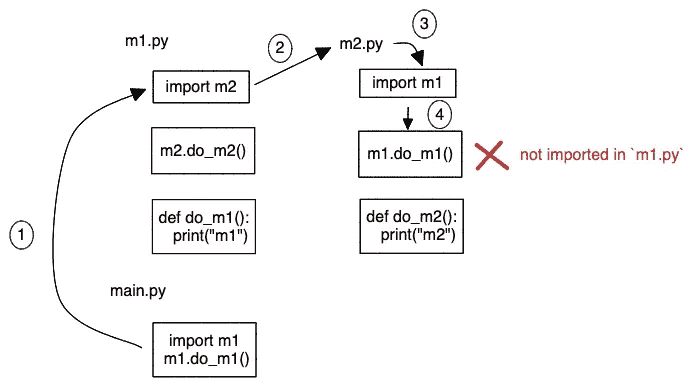 m1.py
import m2
m2.do_m2()
def do_m1():
print("m1")
2
m2.py
3
import m1
4
m1.do_m1()
not imported in `m1.py`
def do_m2():
print("m2")
1
main.py
import m1
m1.do_m1()